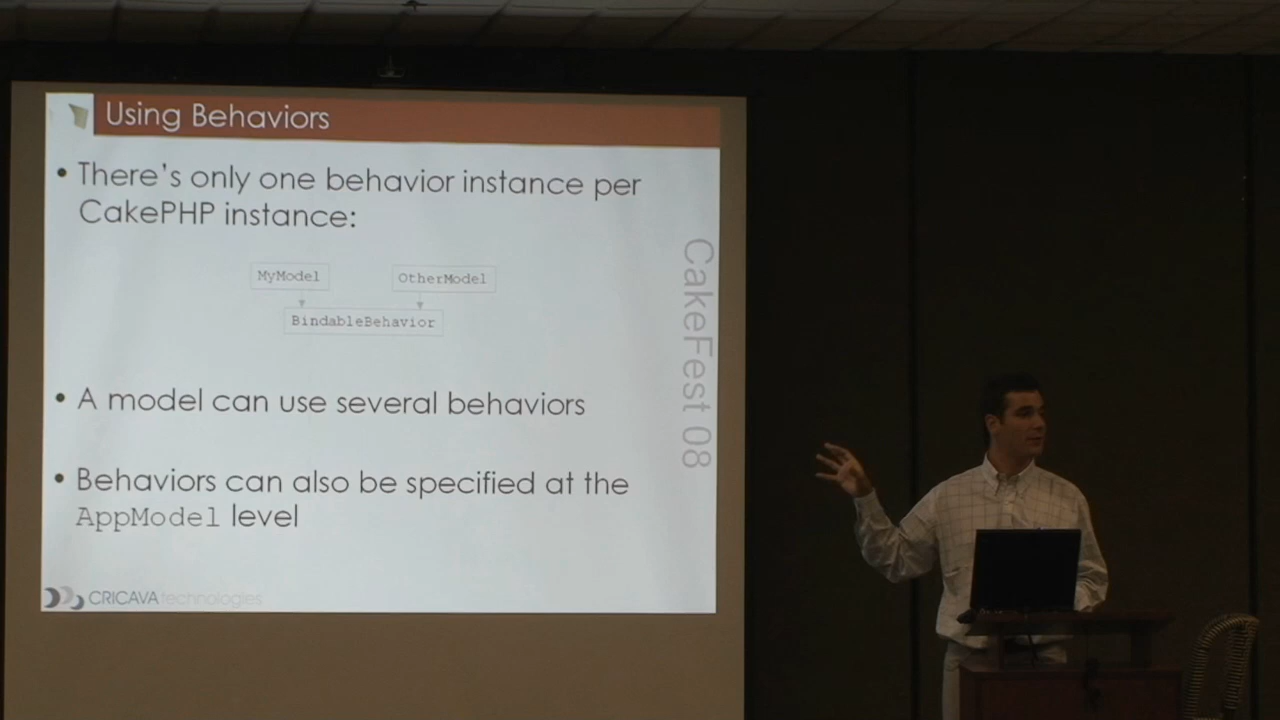 Using Behaviors
• There's only one behavior instance per
CakePHP instance:
MyModel
OtherModel
BindableBehavior
• A model can use several behaviors
• Behaviors can also be specified at the
AppModel level
CakeFest 08
CRICAVA technologies